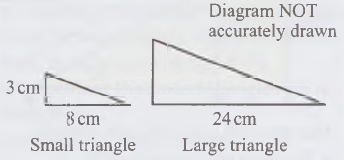 Diagram NOT
accurately drawn
3 cm
8 cm
24 cm
Small triangle
Large triangle